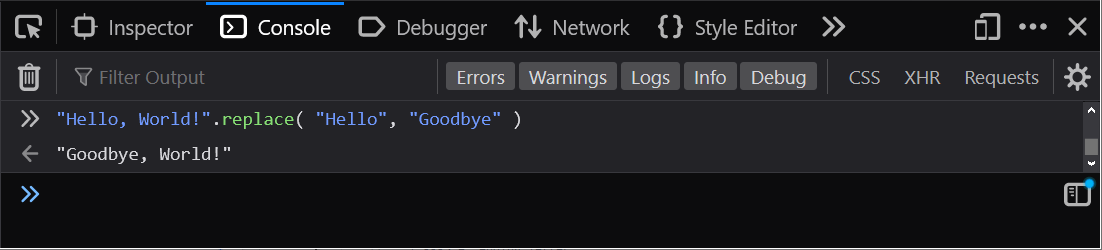 Inspector Console Debugger Network Style Editor
Filter Output Errors Warnings Logs Info Debug CSS XHR Requests
"Hello, World!".replace( "Hello", "Goodbye" )
"Goodbye, World!"